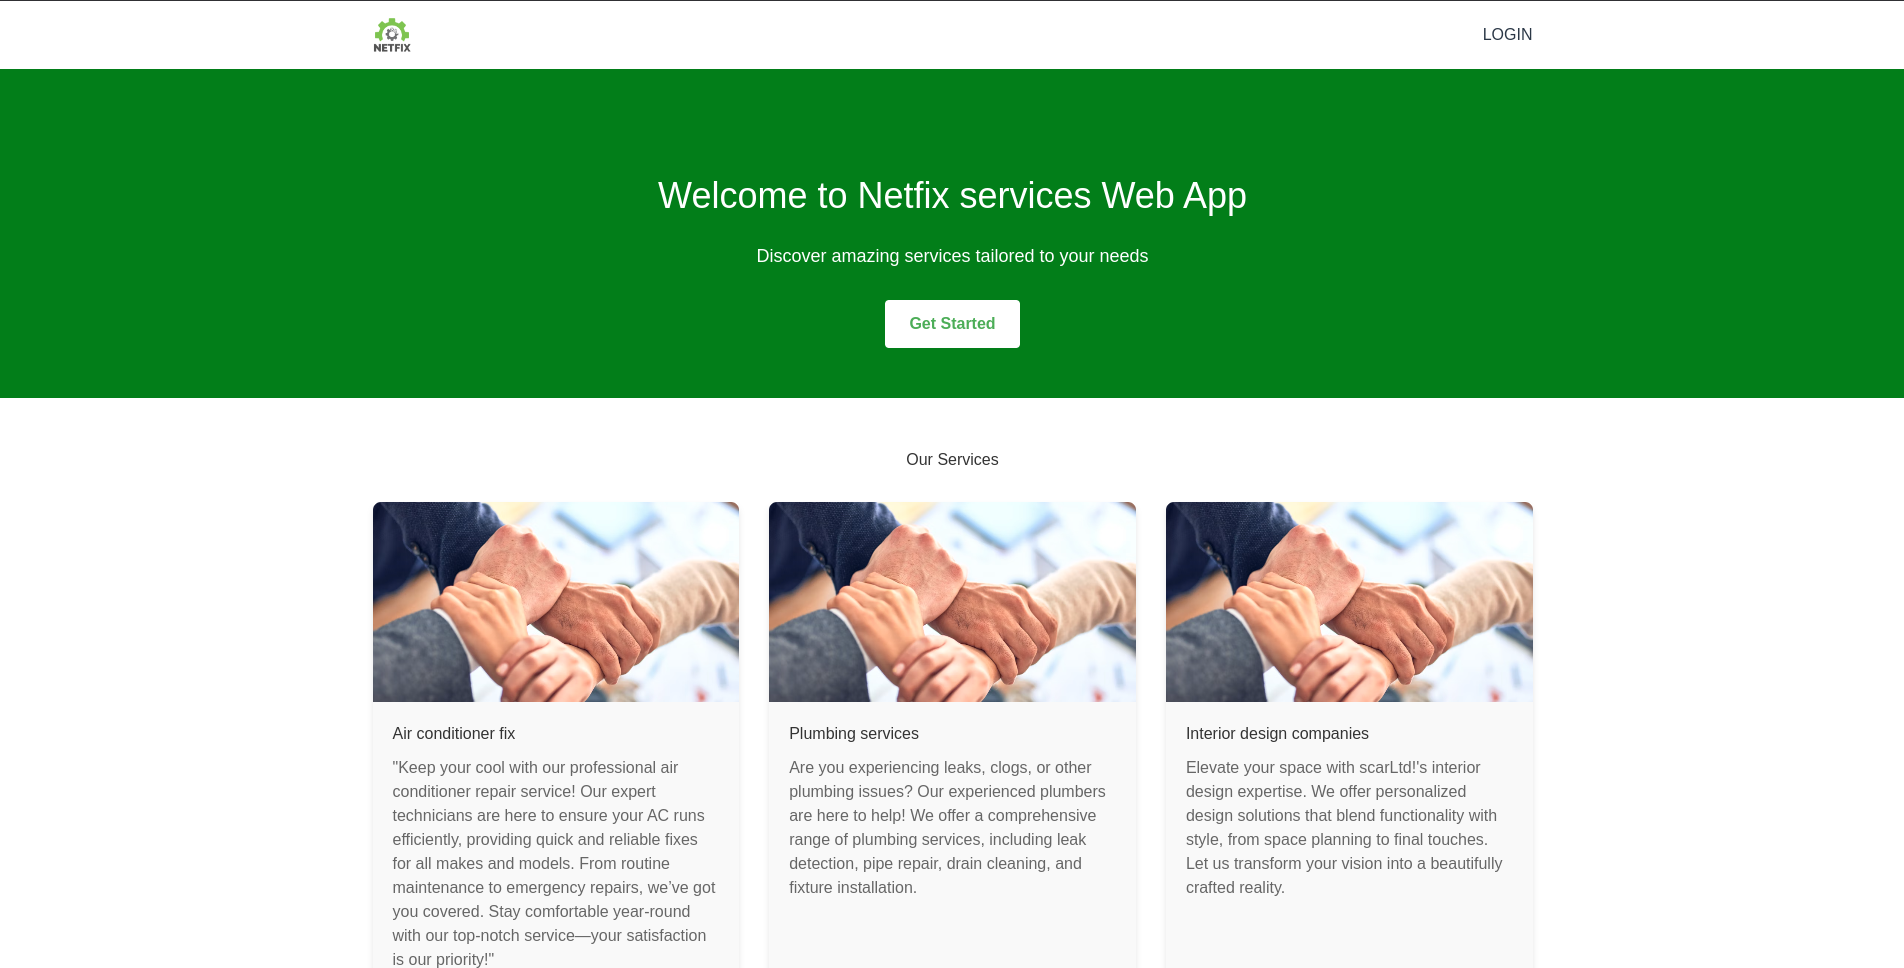 NETFIX
LOGIN
Welcome to Netfix services Web App
Discover amazing services tailored to your needs
Get Started
Our Services
Air conditioner fix
"Keep your cool with our professional air
conditioner repair service! Our expert
technicians are here to ensure your AC runs
efficiently, providing quick and reliable fixes
for all makes and models. From routine
maintenance to emergency repairs, we’ve got
you covered. Stay comfortable year-round
with our top-notch service—your satisfaction
is our priority!"
Plumbing services
Are you experiencing leaks, clogs, or other
plumbing issues? Our experienced plumbers
are here to help! We offer a comprehensive
range of plumbing services, including leak
detection, pipe repair, drain cleaning, and
fixture installation.
Interior design companies
Elevate your space with scarLtd!'s interior
design expertise. We offer personalized
design solutions that blend functionality with
style, from space planning to final touches.
Let us transform your vision into a beautifully
crafted reality.